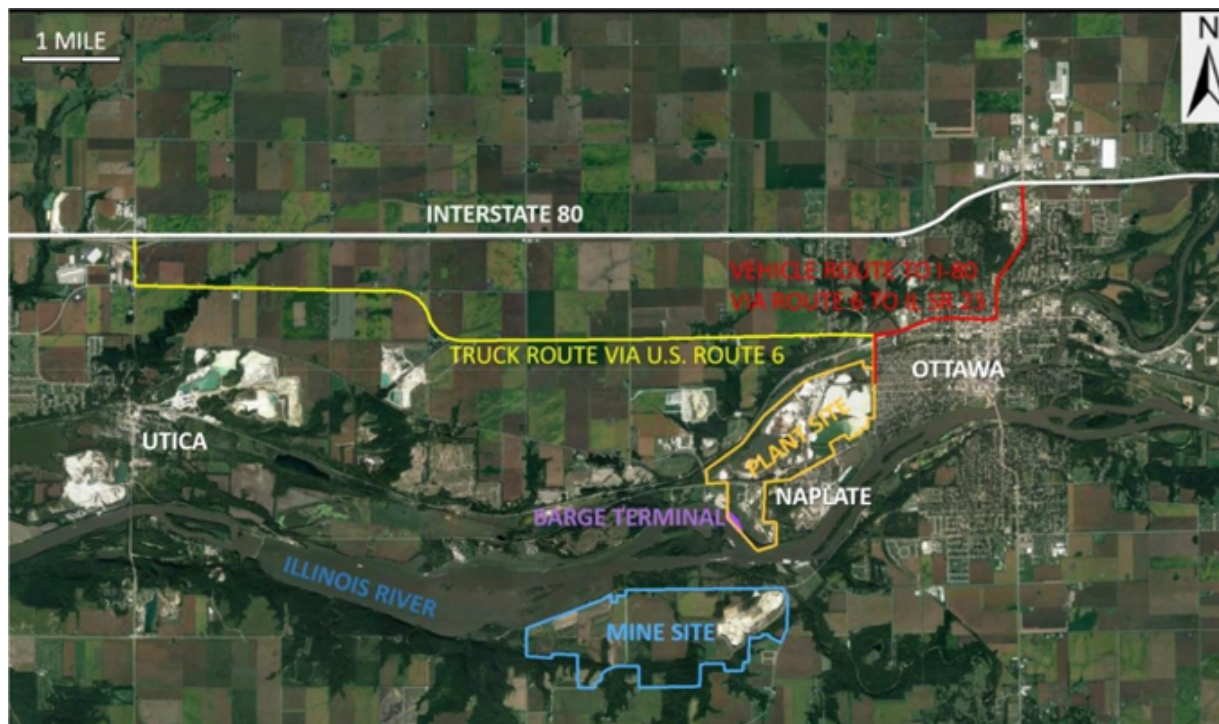 1 MILE
N
INTERSTATE 80
VEHICLE ROUTE TO I-80
VIA ROUTE 6 TO IL SR 23
TRUCK ROUTE VIA U.S. ROUTE 6
OTTAWA
PLANT SITE
UTICA
NAPLATE
BARGE TERMINAL
ILLINOIS RIVER
MINE SITE